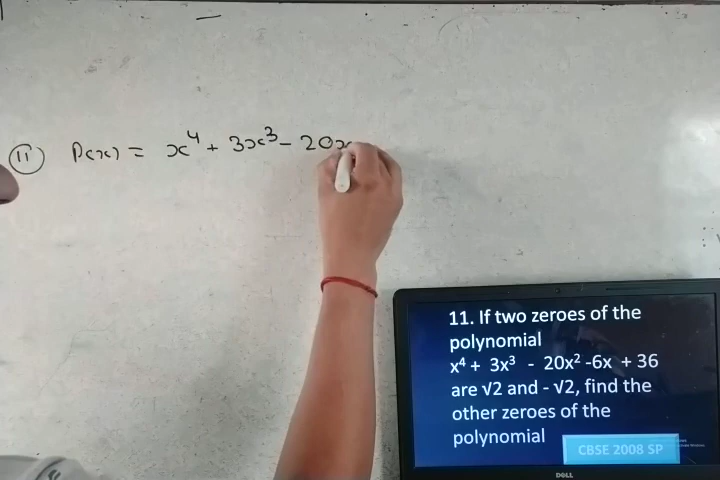 11 P(x) = x⁴ + 3x³ - 20x
11. If two zeroes of the
polynomial
x⁴ + 3x³ - 20x² -6x + 36
are √2 and - √2, find the
other zeroes of the
polynomial
CBSE 2008 SP
DELL